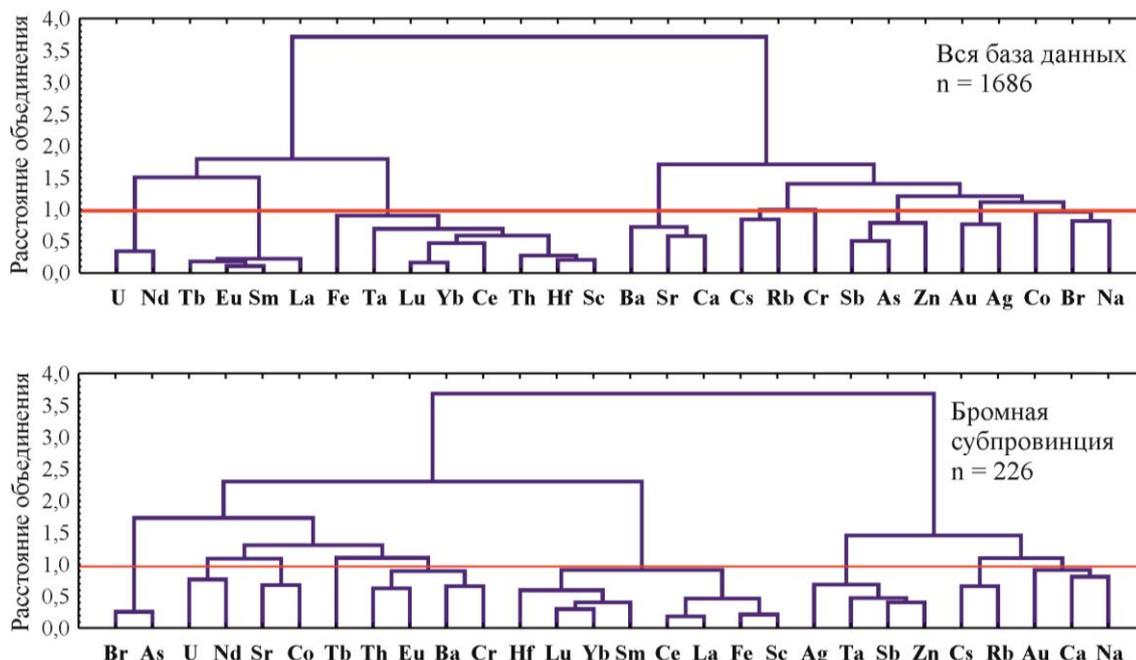 Расстояние объединения
4,0
3,5
3,0
2,5
2,0
1,5
1,0
0,5
0,0
Вся база данных
n = 1686
U Nd Tb Eu Sm La Fe Ta Lu Yb Ce Th Hf Sc Ba Sr Ca Cs Rb Cr Sb As Zn Au Ag Co Br Na
Расстояние объединения
4,0
3,5
3,0
2,5
2,0
1,5
1,0
0,5
0,0
Бромная
субпровинция
n = 226
Br As U Nd Sr Co Tb Th Eu Ba Cr Hf Lu Yb Sm Ce La Fe Sc Ag Ta Sb Zn Cs Rb Au Ca Na